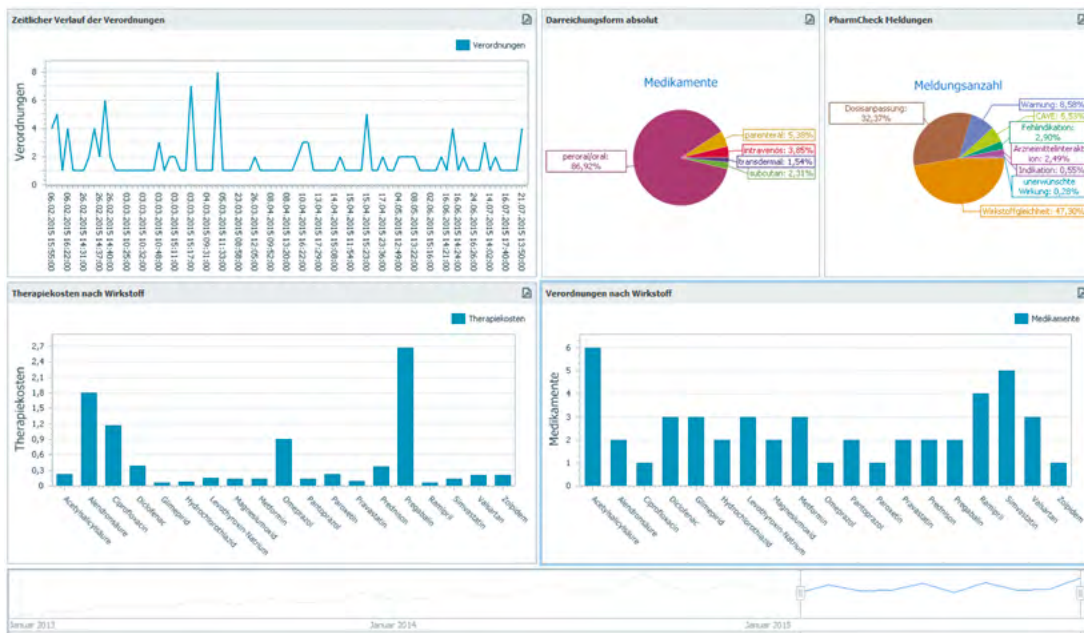 Zeitlicher Verlauf der Verordnungen
Verordnungen
Verordnungen
8
6
4
2
0
06.02.2015 15:55:00
06.02.2015 16:22:00
26.02.2015 14:31:00
26.02.2015 14:37:00
26.02.2015 14:40:00
03.03.2015 10:25:00
03.03.2015 10:32:00
03.03.2015 10:48:00
03.03.2015 15:11:00
03.03.2015 15:17:00
04.03.2015 09:31:00
05.03.2015 11:33:00
23.03.2015 08:58:00
26.03.2015 12:05:00
08.04.2015 09:52:00
08.04.2015 13:20:00
10.04.2015 16:22:00
13.04.2015 17:29:00
14.04.2015 15:08:00
15.04.2015 11:54:00
15.04.2015 15:23:00
17.04.2015 23:36:00
04.05.2015 12:49:00
08.05.2015 13:22:00
02.06.2015 15:16:00
16.06.2015 14:21:00
16.06.2015 14:24:00
24.06.2015 16:26:00
14.07.2015 14:02:00
16.07.2015 17:40:00
21.07.2015 13:50:00
Darreichungsform absolut
Medikamente
peroral/oral:
86,92%
parenteral: 5,38%
intravenös: 3,85%
transdermal: 1,54%
subcutan: 2,31%
PharmCheck Meldungen
Meldungsanzahl
Dosisanpassung:
32,37%
Warnung: 8,58%
CAVE: 5,53%
Fehlindikation:
2,90%
Arzneimittelinterakt
ion: 2,49%
Indikation: 0,55%
unerwünschte
Wirkung: 0,28%
Wirkstoffgleichheit: 47,30%
Therapiekosten nach Wirkstoff
Therapiekosten
Therapiekosten
2,7
2,4
2,1
1,8
1,5
1,2
0,9
0,6
0,3
0
Acetylsalicylsäure
Alendronsäure
Ciprofloxacin
Diclofenac
Glimepirid
Hydrochlorothiazid
Levothyroxin-Natrium
Magnesiumoxid
Metformin
Omeprazol
Pantoprazol
Paroxetin
Pravastatin
Prednison
Pregabalin
Ramipril
Simvastatin
Valsartan
Zolpidem
Verordnungen nach Wirkstoff
Medikamente
Medikamente
6
5
4
3
2
1
0
Acetylsalicylsäure
Alendronsäure
Ciprofloxacin
Diclofenac
Glimepirid
Hydrochlorothiazid
Levothyroxin-Natrium
Magnesiumoxid
Metformin
Omeprazol
Pantoprazol
Paroxetin
Pravastatin
Prednison
Pregabalin
Ramipril
Simvastatin
Valsartan
Zolpidem
Januar 2013
Januar 2014
Januar 2015